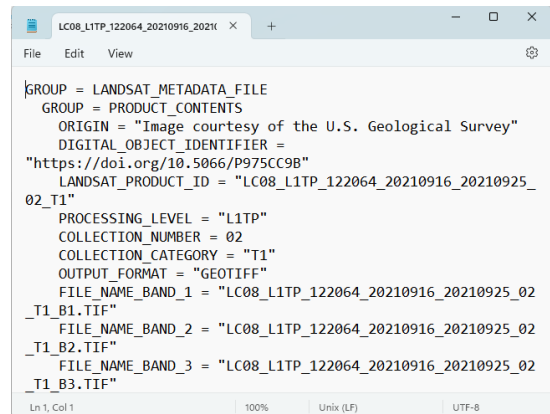 LC08_L1TP_122064_20210916_20210
File Edit View
GROUP = LANDSAT_METADATA_FILE
GROUP = PRODUCT_CONTENTS
ORIGIN = "Image courtesy of the U.S. Geological Survey"
DIGITAL_OBJECT_IDENTIFIER =
"https://doi.org/10.5066/P975CC9B"
LANDSAT_PRODUCT_ID = "LC08_L1TP_122064_20210916_20210925_
02_T1"
PROCESSING_LEVEL = "L1TP"
COLLECTION_NUMBER = 02
COLLECTION_CATEGORY = "T1"
OUTPUT_FORMAT = "GEOTIFF"
FILE_NAME_BAND_1 = "LC08_L1TP_122064_20210916_20210925_02
_T1_B1.TIF"
FILE_NAME_BAND_2 = "LC08_L1TP_122064_20210916_20210925_02
_T1_B2.TIF"
FILE_NAME_BAND_3 = "LC08_L1TP_122064_20210916_20210925_02
_T1_B3.TIF"
Ln 1, Col 1 100% Unix (LF) UTF-8